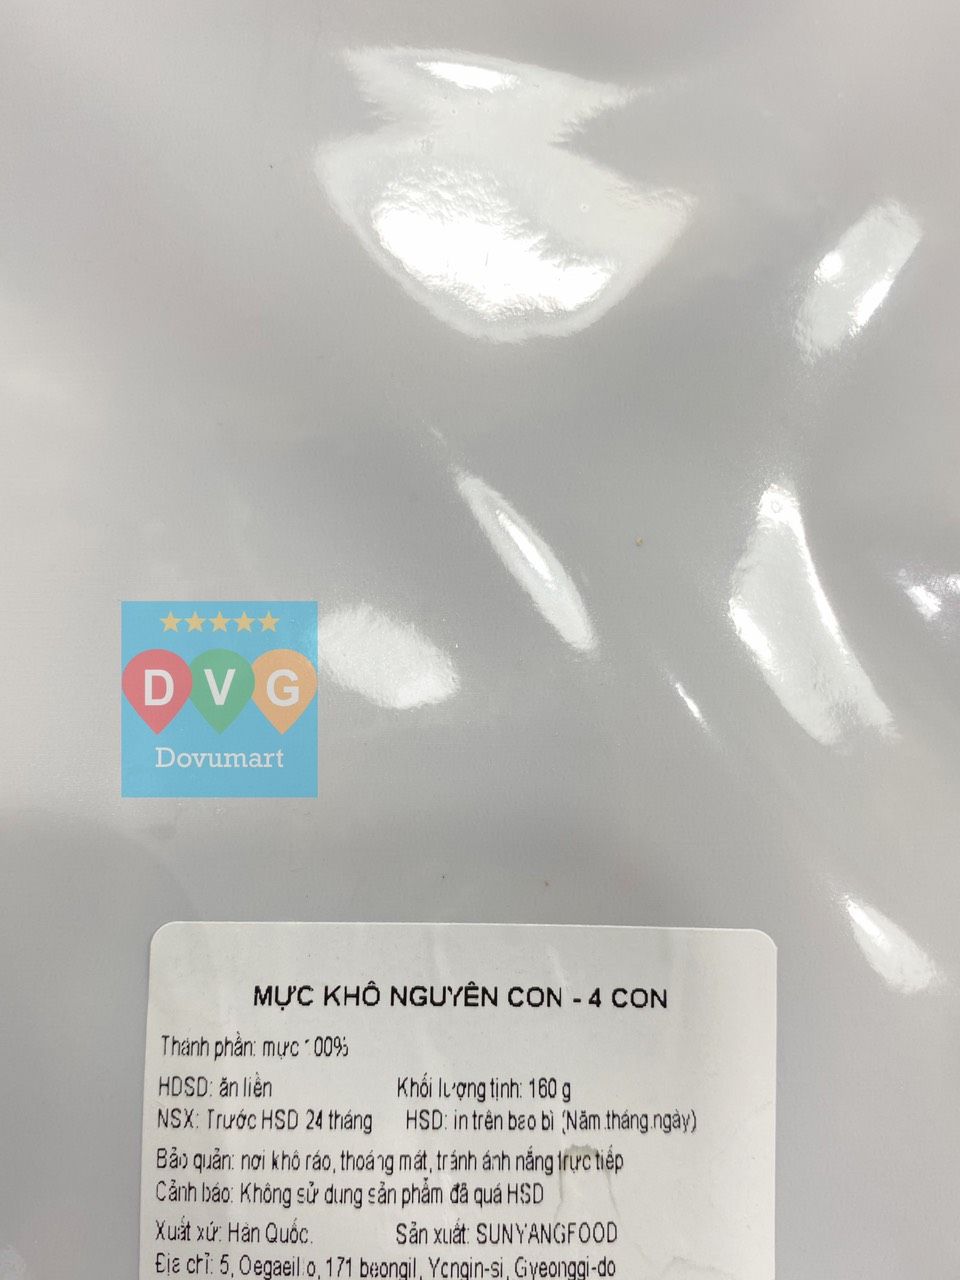 D V G
Dovumart
MỰC KHÔ NGUYÊN CON - 4 CON
Thành phần: mực 100%
HDSD: ăn liền Khối lượng tịnh: 160 g
NSX: Trước HSD 24 tháng HSD: in trên bao bì (Năm.tháng.ngày)
Bảo quản: nơi khô ráo, thoáng mát, tránh ánh nắng trực tiếp
Cảnh báo: Không sử dụng sản phẩm đã quá HSD
Xuất xứ: Hàn Quốc. Sản xuất: SUNYANGFOOD
Địa chỉ: 5, 171 beongil, Yongin-si, Gyeonggi-do